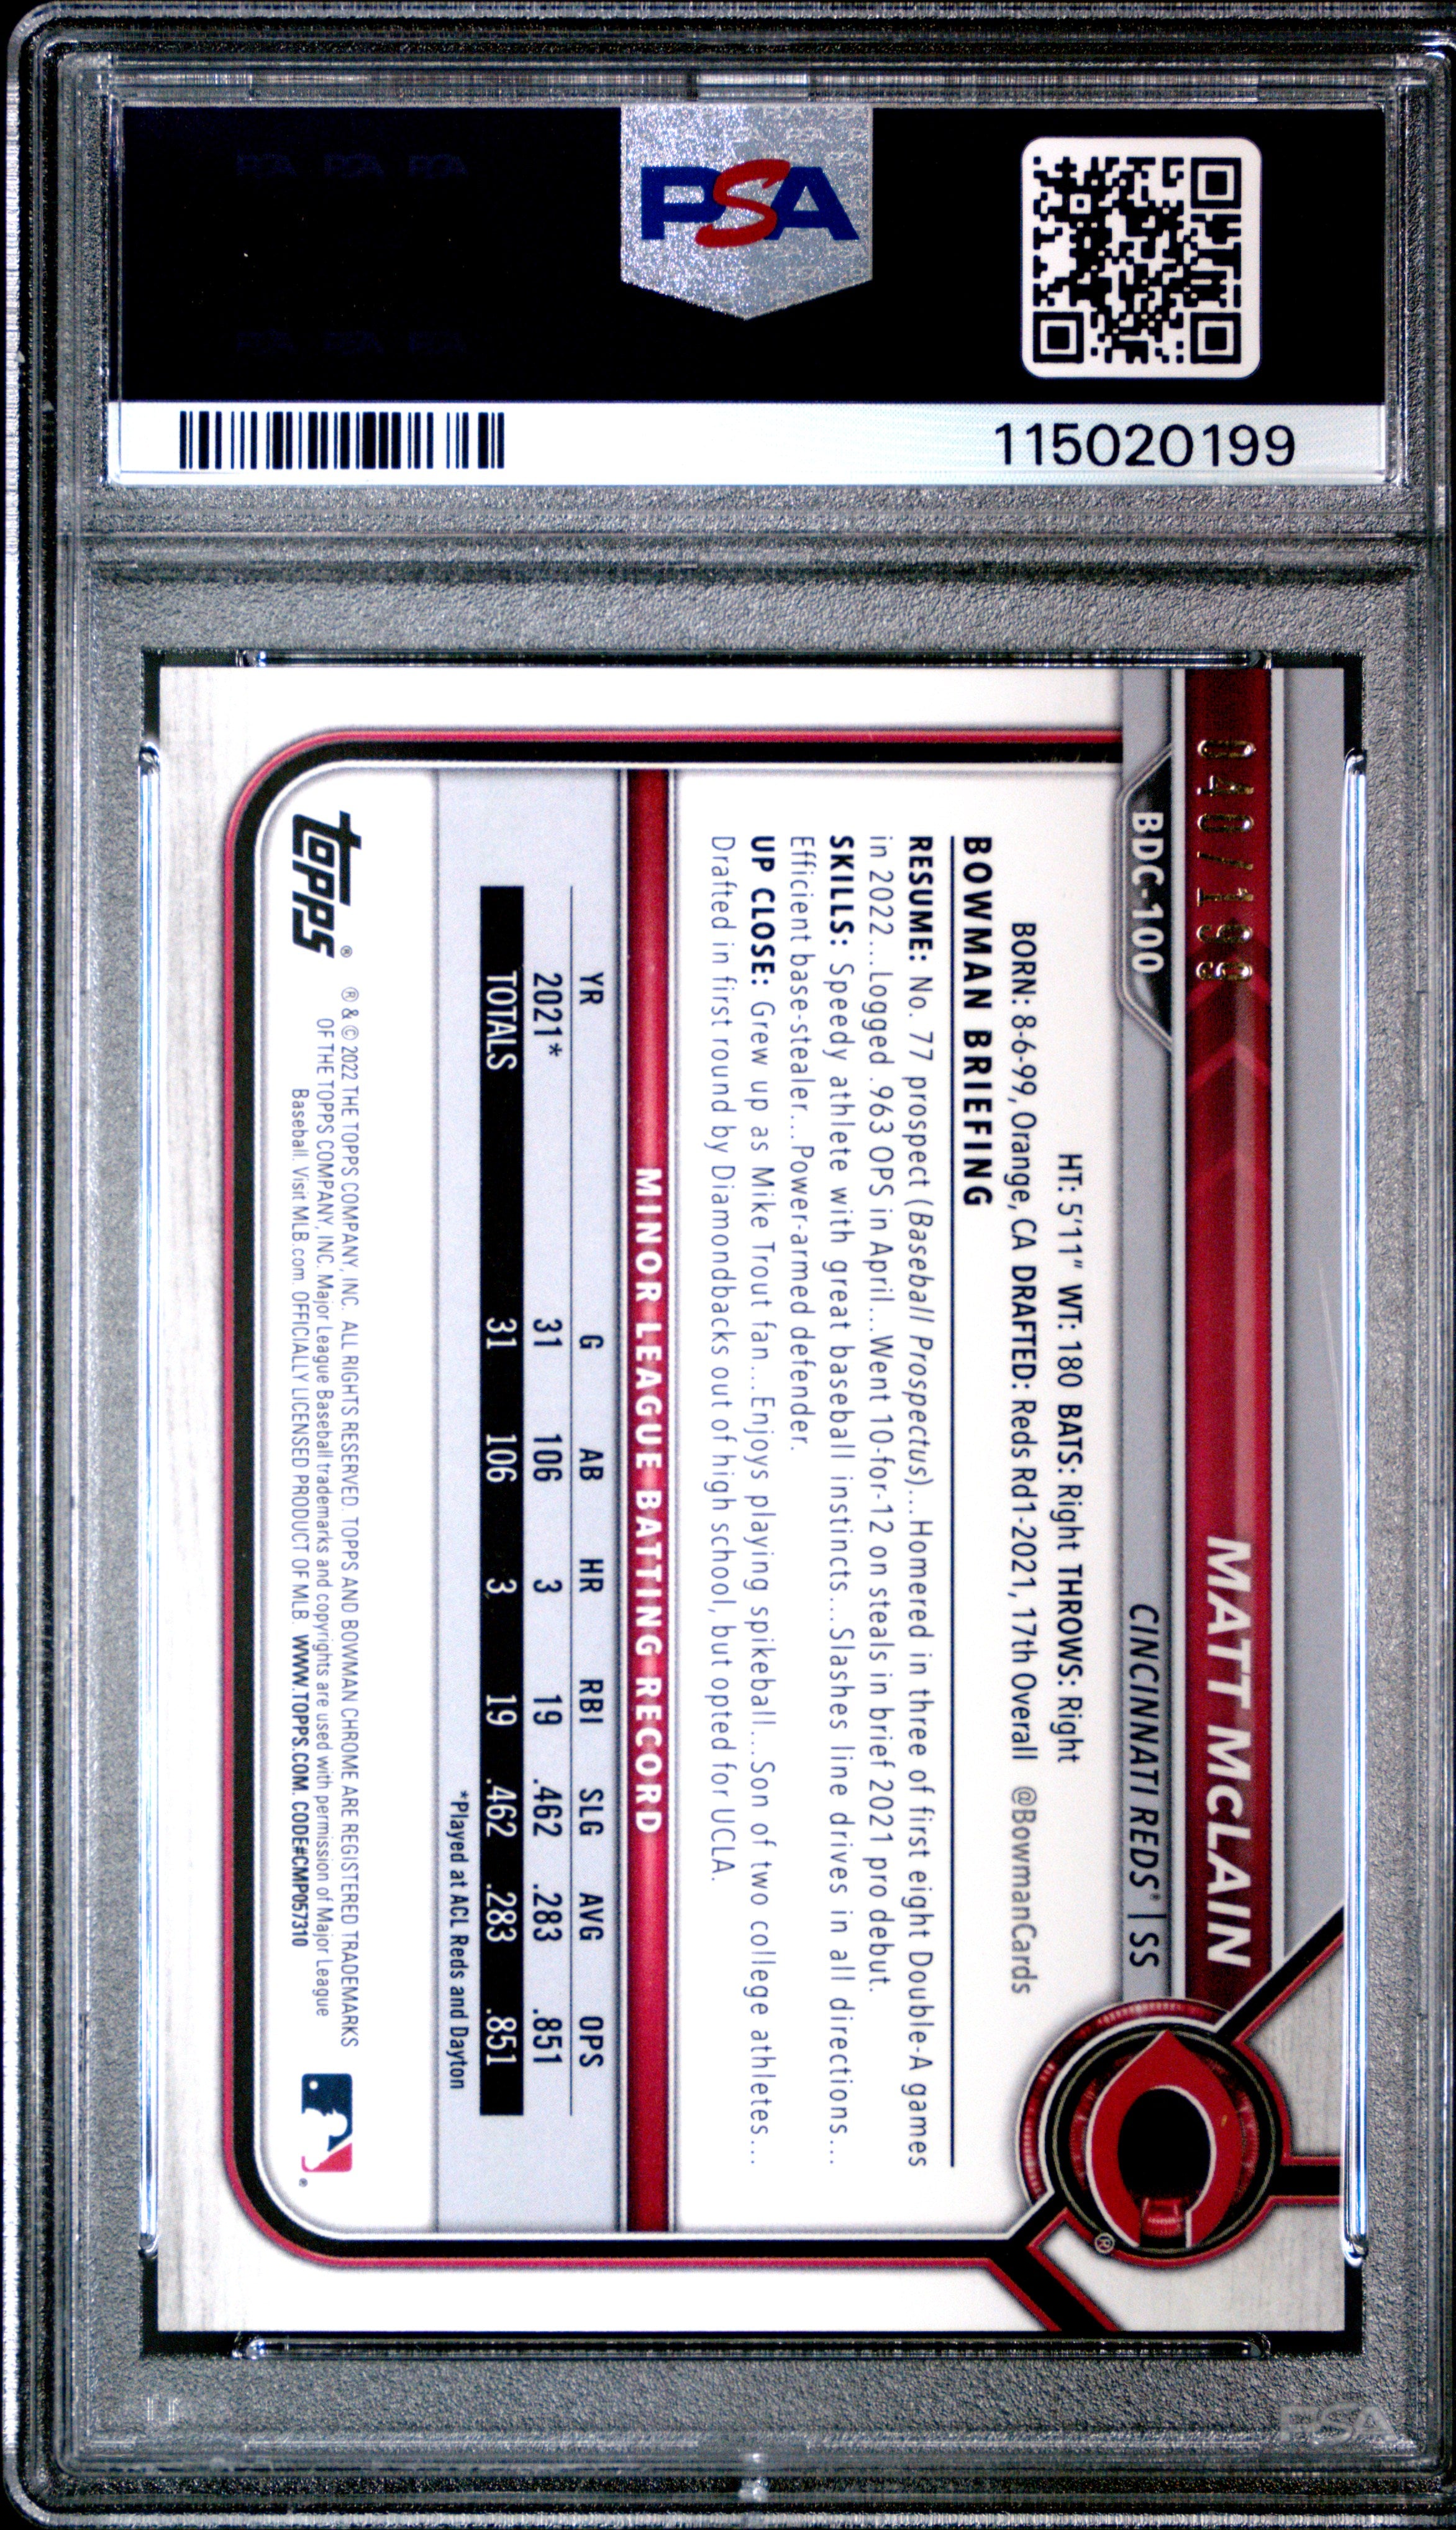 PSA
115020199
040/199
MATT McLAIN
BDC-100
CINCINNATI REDS® | SS
HT: 5'11" WT: 180 BATS: Right THROWS: Right
BORN: 8-6-99, Orange, CA DRAFTED: Reds Rd1-2021, 17th Overall @BowmanCards
BOWMAN BRIEFING
RESUME: No. 77 prospect (Baseball Prospectus)...Homered in three of first eight Double-A games
in 2022...Logged .963 OPS in April...Went 10-for-12 on steals in brief 2021 pro debut.
SKILLS: Speedy athlete with great baseball instincts...Slashes line drives in all directions...
Efficient base-stealer...Power-armed defender.
UP CLOSE: Grew up as Mike Trout fan...Enjoys playing spikeball...Son of two college athletes...
Drafted in first round by Diamondbacks out of high school, but opted for UCLA.
MINOR LEAGUE BATTING RECORD
YR G AB HR RBI SLG AVG OPS
2021* 31 106 3 19 .462 .283 .851
TOTALS 31 106 3 19 .462 .283 .851
*Played at ACL Reds and Dayton
topps®
® & © 2022 THE TOPPS COMPANY, INC. ALL RIGHTS RESERVED. TOPPS AND BOWMAN CHROME ARE REGISTERED TRADEMARKS
OF THE TOPPS COMPANY, INC. Major League Baseball trademarks and copyrights are used with permission of Major League
Baseball. Visit MLB.com. OFFICIALLY LICENSED PRODUCT OF MLB. WWW.TOPPS.COM. CODE#CMP057310
PSA